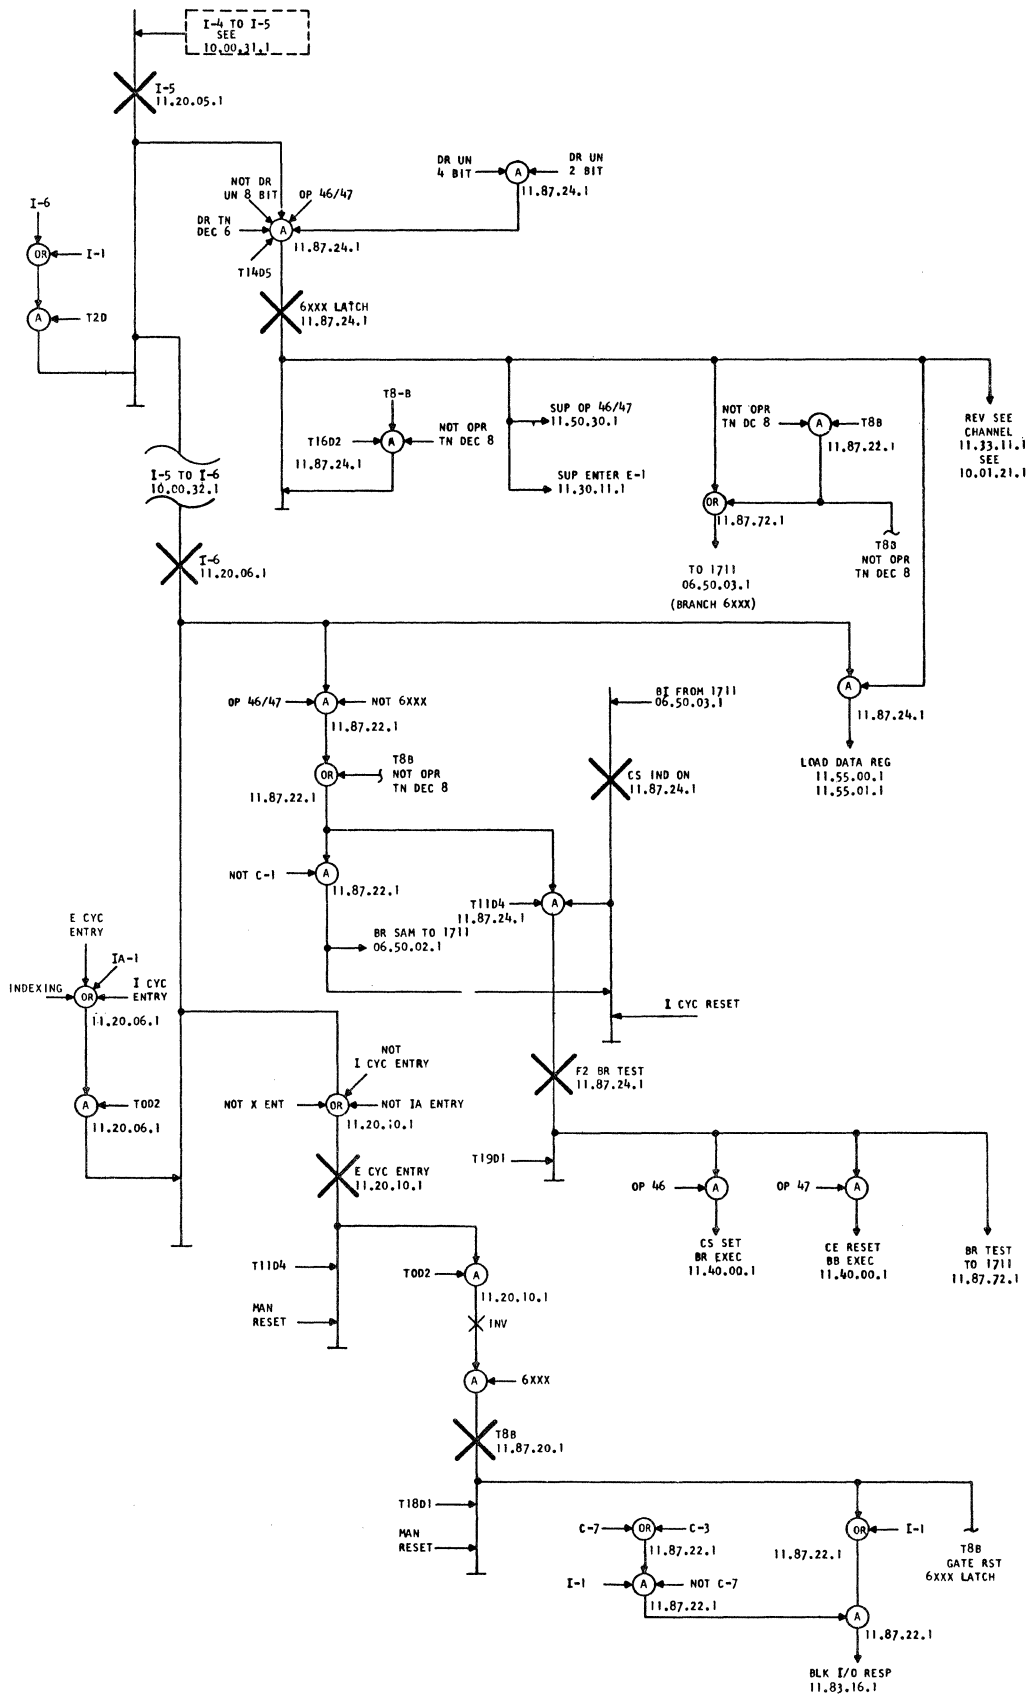 I-4 TO I-5
SEE
10.00.31.1
I-5
11.20.05.1
DR UN
4 BIT
A
DR UN
2 BIT
11.87.24.1
NOT DR
UN 8 BIT
OP 46/47
DR TN
DEC 6
A
11.87.24.1
T14D5
I-6
OR
I-1
A
T2D
6XXX LATCH
11.87.24.1
T8-B
T16D2
A
NOT OPR
TN DEC 8
11.87.24.1
SUP OP 46/47
11.50.30.1
SUP ENTER E-1
11.30.11.1
NOT OPR
TN DC 8
A
T8B
11.87.22.1
REV SEE
CHANNEL
11.33.11.1
SEE
10.01.21.1
OR
11.87.72.1
T8B
NOT OPR
TN DEC 8
TO 1711
06.50.03.1
(BRANCH 6XXX)
I-5 TO I-6
10.00.32.1
I-6
11.20.06.1
OP 46/47
A
NOT 6XXX
11.87.22.1
BI FROM 1711
06.50.03.1
A
11.87.24.1
LOAD DATA REG
11.55.00.1
11.55.01.1
OR
T8B
NOT OPR
TN DEC 8
11.87.22.1
CS IND ON
11.87.24.1
NOT C-1
A
11.87.22.1
T11D4
A
11.87.24.1
BR SAM TO 1711
06.50.02.1
E CYC
ENTRY
IA-1
INDEXING
OR
I CYC
ENTRY
11.20.06.1
I CYC RESET
A
TOD2
11.20.06.1
NOT
I CYC ENTRY
NOT X ENT
OR
NOT IA ENTRY
11.20.10.1
F2 BR TEST
11.87.24.1
E CYC ENTRY
11.20.10.1
T19D1
OP 46
A
OP 47
A
CS SET
BR EXEC
11.40.00.1
CE RESET
BB EXEC
11.40.00.1
BR TEST
TO 1711
11.87.72.1
T11D4
MAN
RESET
TOD2
A
11.20.10.1
INV
A
6XXX
T8B
11.87.20.1
T18D1
MAN
RESET
C-7
OR
C-3
11.87.22.1
I-1
A
NOT C-7
11.87.22.1
OR
I-1
11.87.22.1
T8B
GATE RST
6XXX LATCH
A
11.87.22.1
BLK I/O RESP
11.83.16.1